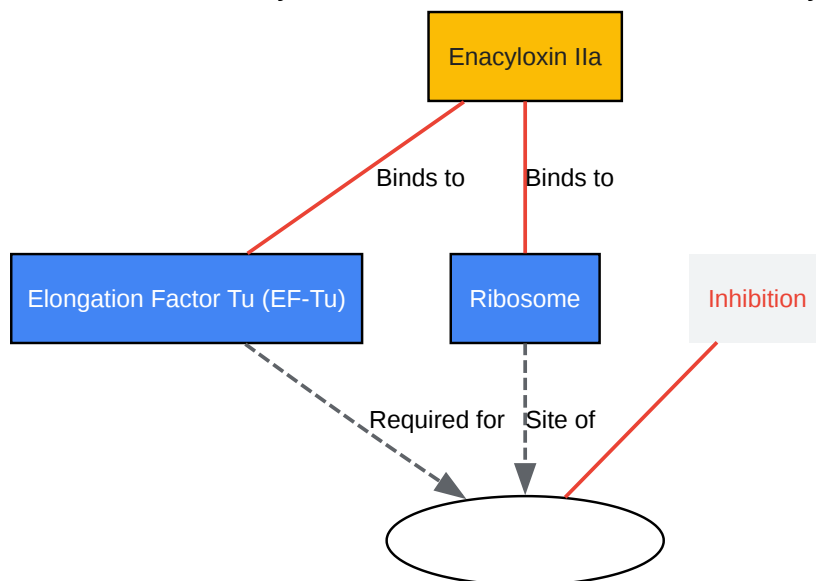 Enacyloxin IIa
Binds to
Binds to
Elongation Factor Tu (EF-Tu)
Ribosome
Inhibition
Required for
Site of